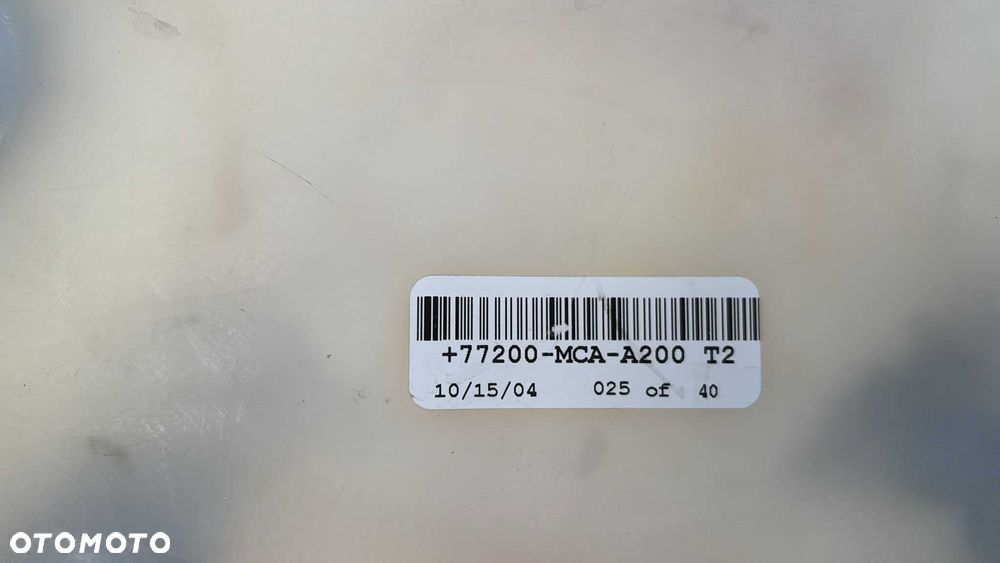 +77200-MCA-A200 T2
10/15/04 025 of 40
OTOMOTO